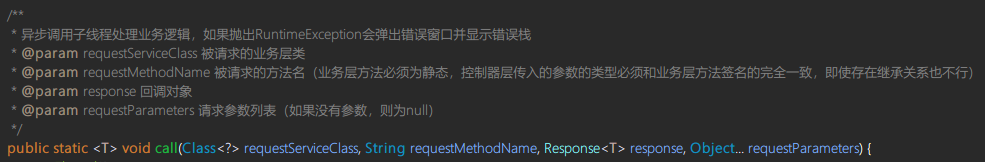 /**
* 异步调用子线程处理业务逻辑，如果抛出RuntimeException会弹出错误窗口并显示错误栈
* @param requestServiceClass 被请求的业务层类
* @param requestMethodName 被请求的方法名（业务层方法必须为静态，控制器层传入的参数的类型必须和业务层方法签名的完全一致，即使存在继承关系也不行）
* @param response 回调对象
* @param requestParameters 请求参数列表（如果没有参数，则为null）
*/
public static <T> void call(Class<?> requestServiceClass, String requestMethodName, Response<T> response, Object... requestParameters) {